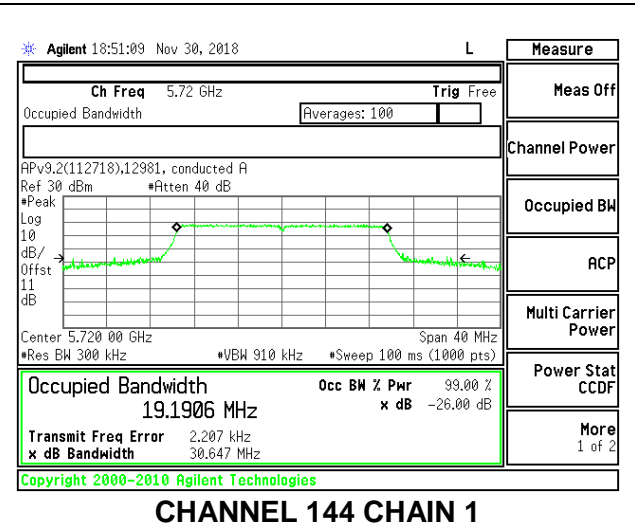 Agilent 18:51:09 Nov 30, 2018 L Measure
Ch Freq 5.72 GHz Trig Free
Occupied Bandwidth Averages: 100
Meas Off
Channel Power
APv9.2(112718),12981, conducted A
Ref 30 dBm #Atten 40 dB
#Peak
Log
10
dB/
Offst
11
dB
Occupied BW
ACP
Multi Carrier
Power
Center 5.720 00 GHz Span 40 MHz
#Res BW 300 kHz #VBW 910 kHz #Sweep 100 ms (1000 pts)
Occupied Bandwidth Occ BW % Pwr 99.00 %
19.1906 MHz x dB -26.00 dB
Transmit Freq Error 2.207 kHz
x dB Bandwidth 30.647 MHz
Power Stat
CCDF
More
1 of 2
Copyright 2000-2010 Agilent Technologies
CHANNEL 144 CHAIN 1